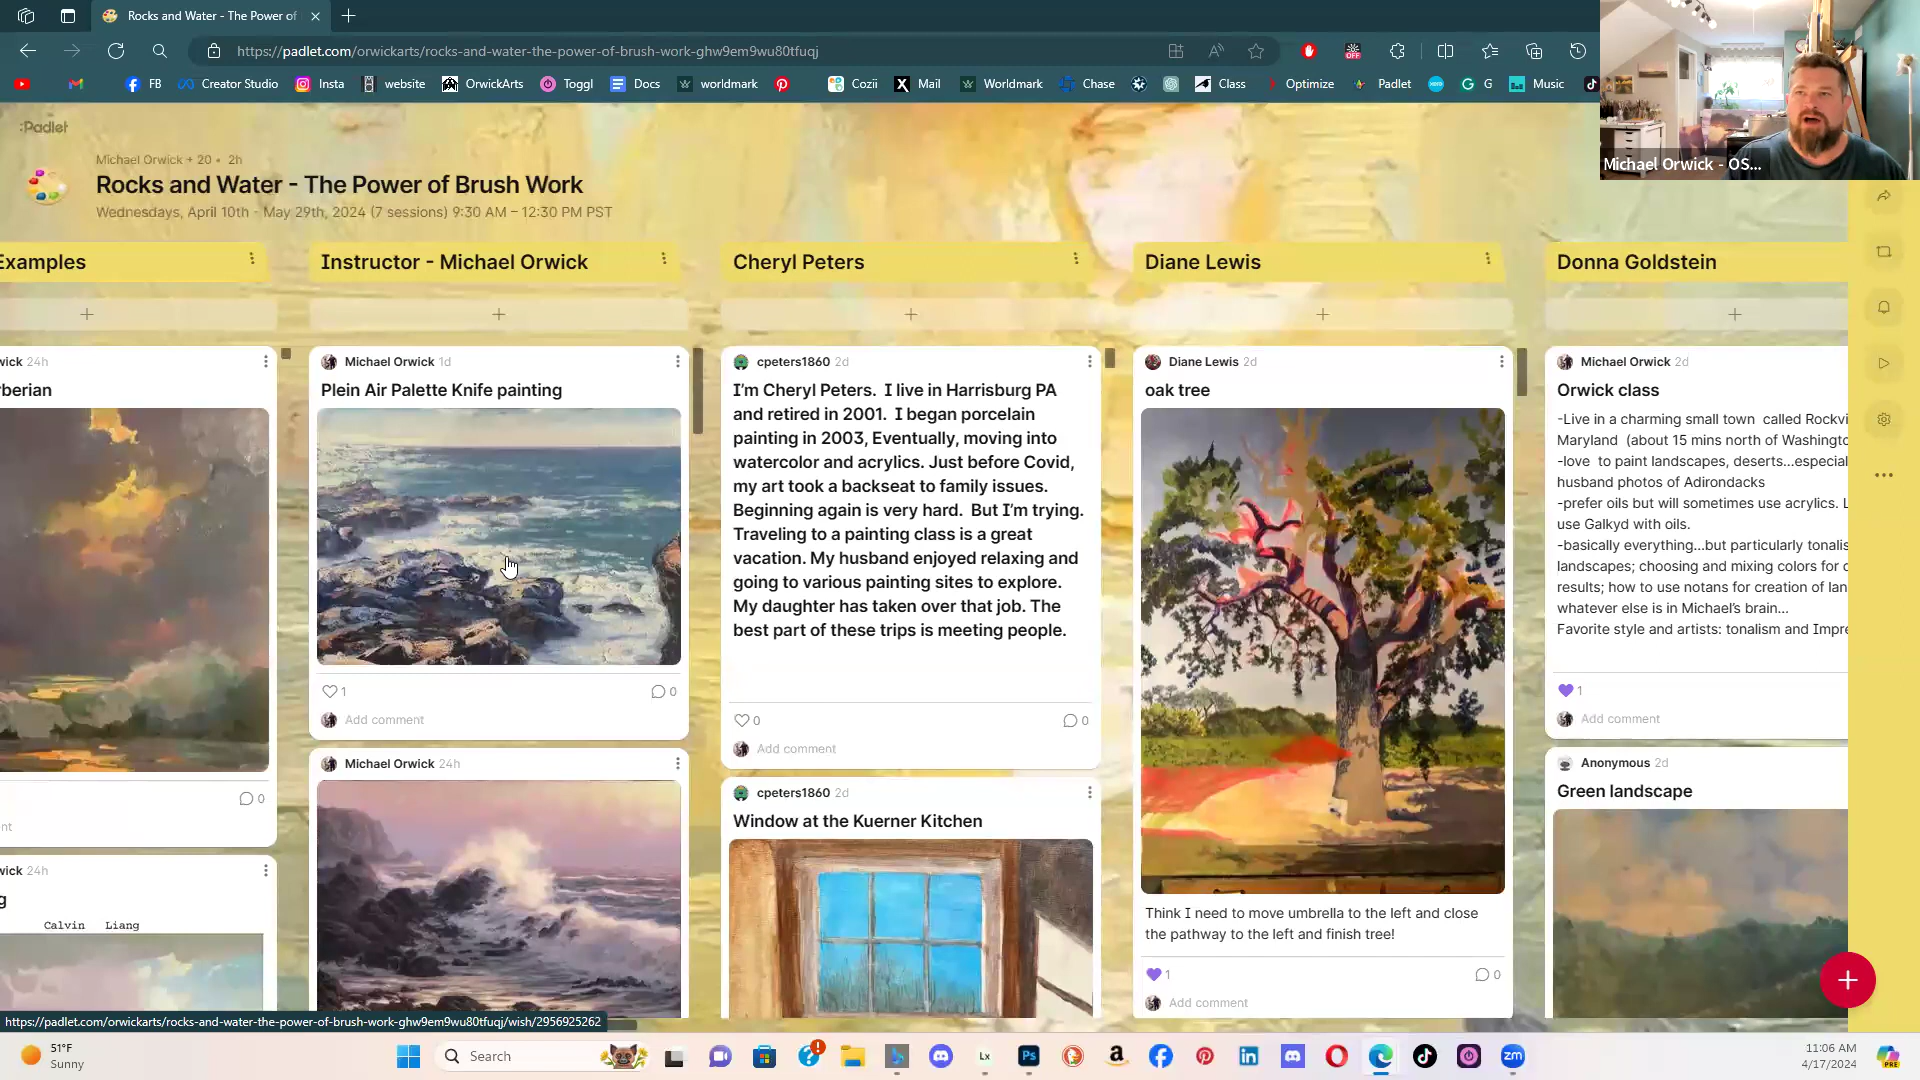 Rocks and Water - The Power of
https://padlet.com/orwickarts/rocks-and-water-the-power-of-brush-work-ghw9em9wu80tfuqj
FB
Creator Studio
Insta
website
OrwickArts
Toggl
Docs
worldmark
Cozii
Mail
Worldmark
Chase
Class
Optimize
Padlet
G
Music
OFF
Michael Orwick - OS...
:Padlet
Michael Orwick + 20 • 2h
Rocks and Water - The Power of Brush Work
Wednesdays, April 10th - May 29th, 2024 (7 sessions) 9:30 AM – 12:30 PM PST
Examples
Instructor - Michael Orwick
Cheryl Peters
Diane Lewis
Donna Goldstein
wick 24h
rberian
0
nt
wick 24h
g
Calvin Liang
Michael Orwick 1d
Plein Air Palette Knife painting
1
0
Add comment
Michael Orwick 24h
cpeters1860 2d
I'm Cheryl Peters. I live in Harrisburg PA
and retired in 2001. I began porcelain
painting in 2003, Eventually, moving into
watercolor and acrylics. Just before Covid,
my art took a backseat to family issues.
Beginning again is very hard. But I'm trying.
Traveling to a painting class is a great
vacation. My husband enjoyed relaxing and
going to various painting sites to explore.
My daughter has taken over that job. The
best part of these trips is meeting people.
0
0
Add comment
cpeters1860 2d
Window at the Kuerner Kitchen
Diane Lewis 2d
oak tree
Think I need to move umbrella to the left and close
the pathway to the left and finish tree!
1
0
Add comment
Michael Orwick 2d
Orwick class
-Live in a charming small town called Rockvi
Maryland (about 15 mins north of Washingto
-love to paint landscapes, deserts...especial
husband photos of Adirondacks
-prefer oils but will sometimes use acrylics. L
use Galkyd with oils.
-basically everything...but particularly tonalis
landscapes; choosing and mixing colors for
results; how to use notans for creation of lan
whatever else is in Michael's brain...
Favorite style and artists: tonalism and Impre
1
Add comment
Anonymous 2d
Green landscape
https://padlet.com/orwickarts/rocks-and-water-the-power-of-brush-work-ghw9em9wu80tfuqj/wish/2956925262
51°F
Sunny
Search
Lx
Ps
zm
11:06 AM
4/17/2024
PRE